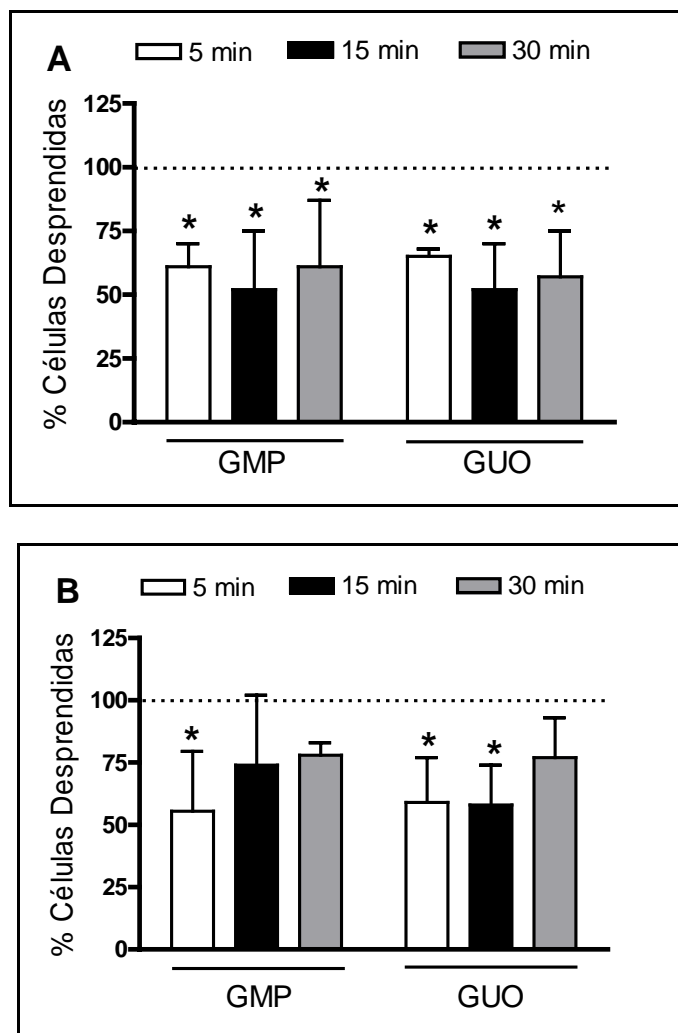 A 5 min 15 min 30 min
% Células Desprendidas
125
100
75
50
25
0
* * * * * *
GMP GUO
B 5 min 15 min 30 min
% Células Desprendidas
125
100
75
50
25
0
* * *
GMP GUO